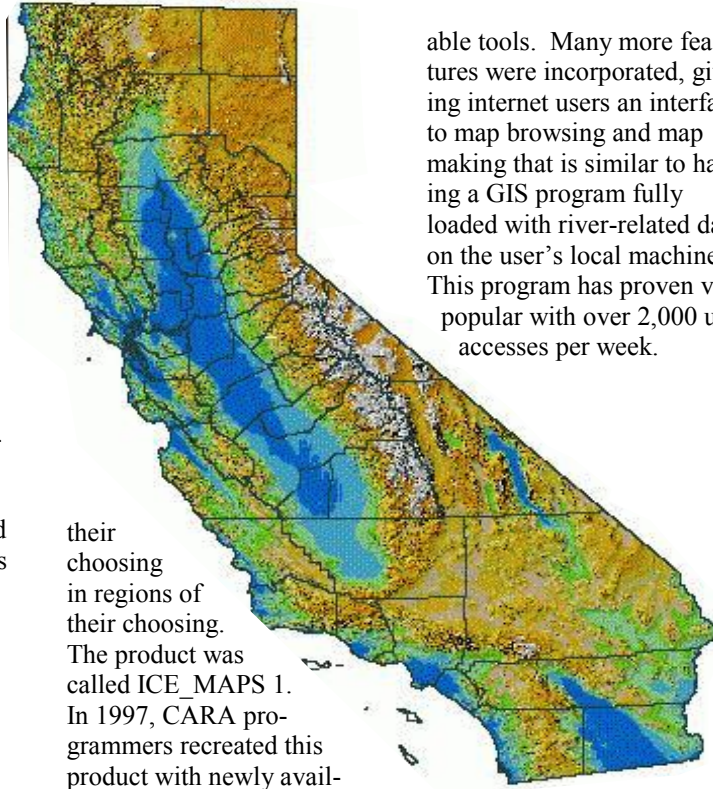 their
choosing
in regions of
their choosing.
The product was
called ICE_MAPS 1.
In 1997, CARA pro-
grammers recreated this
product with newly avail-
able tools.  Many more fea
tures were incorporated, gi
ing internet users an interfa
to map browsing and map
making that is similar to ha
ing a GIS program fully
loaded with river-related da
on the user's local machine
This program has proven v
popular with over 2,000 u
accesses per week.